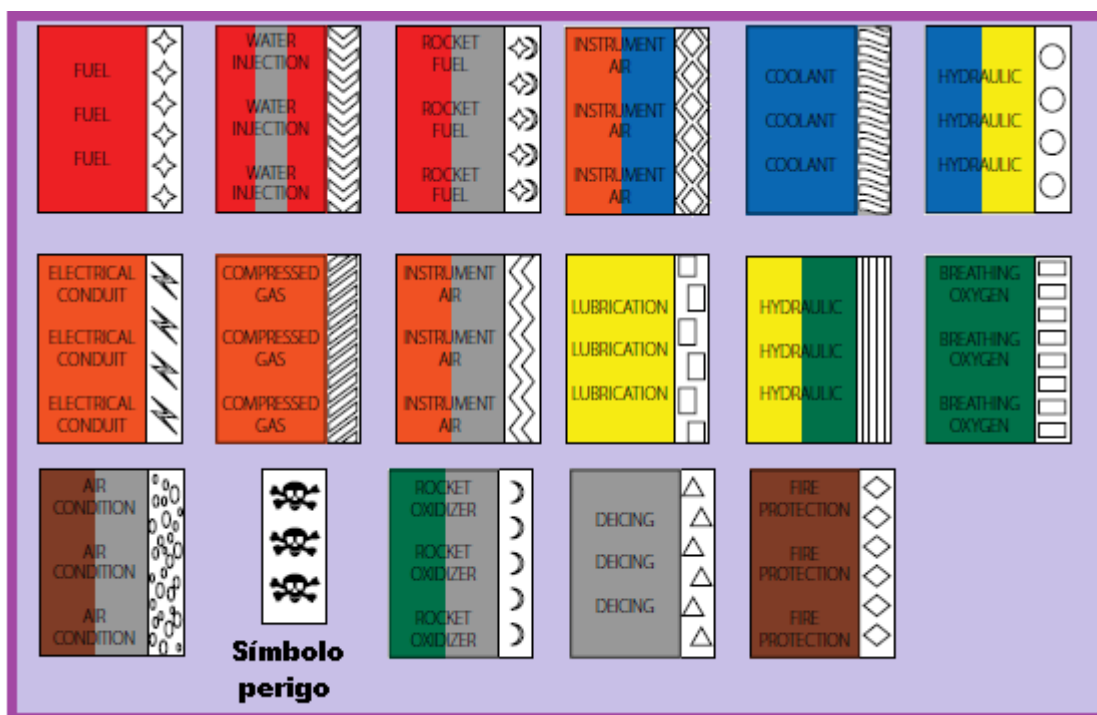 FUEL
FUEL
FUEL
WATER
INJECTION
WATER
INJECTION
WATER
INJECTION
ROCKET
FUEL
ROCKET
FUEL
ROCKET
FUEL
INSTRUMENT
AIR
INSTRUMENT
AIR
INSTRUMENT
AIR
COOLANT
COOLANT
COOLANT
HYDRAULIC
HYDRAULIC
HYDRAULIC
ELECTRICAL
CONDUIT
ELECTRICAL
CONDUIT
ELECTRICAL
CONDUIT
COMPRESSED
GAS
COMPRESSED
GAS
COMPRESSED
GAS
INSTRUMENT
AIR
INSTRUMENT
AIR
INSTRUMENT
AIR
LUBRICATION
LUBRICATION
LUBRICATION
HYDRAULIC
HYDRAULIC
HYDRAULIC
BREATHING
OXYGEN
BREATHING
OXYGEN
BREATHING
OXYGEN
AIR
CONDITION
AIR
CONDITION
AIR
CONDITION
Símbolo
perigo
ROCKET
OXIDIZER
ROCKET
OXIDIZER
ROCKET
OXIDIZER
DEICING
DEICING
DEICING
FIRE
PROTECTION
FIRE
PROTECTION
FIRE
PROTECTION